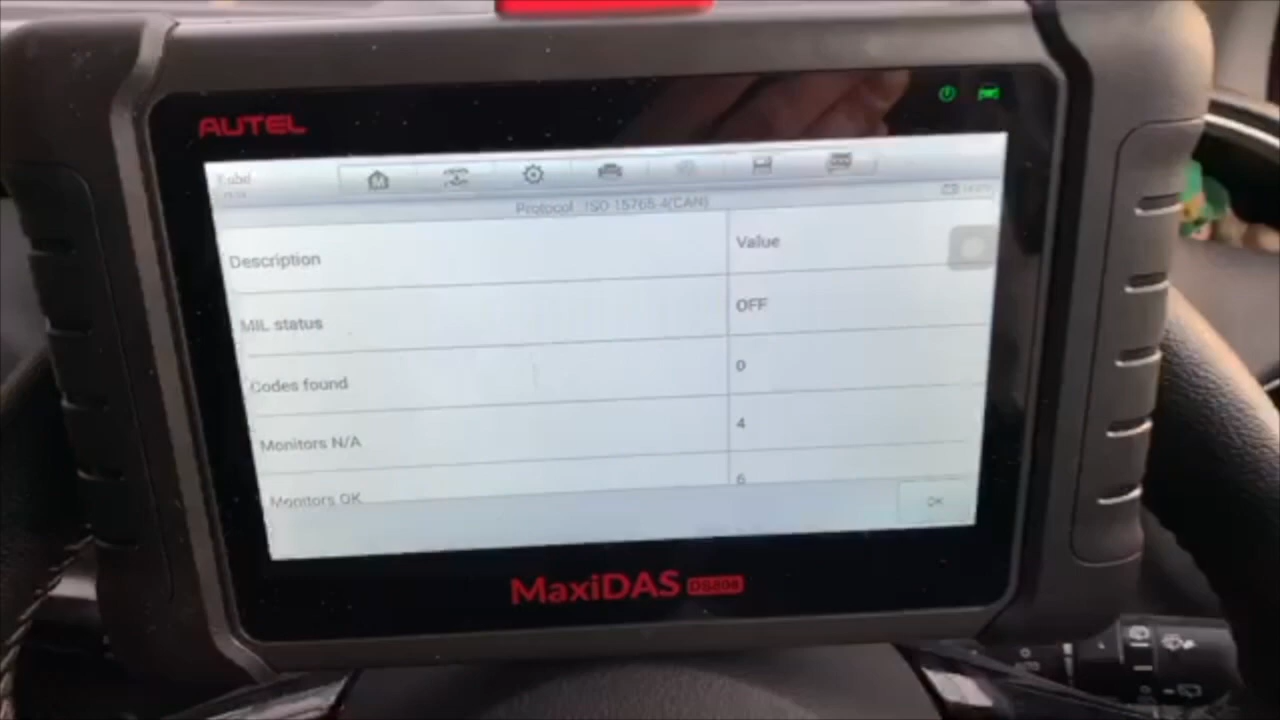 AUTEL
Protocol : ISO 15765-4(CAN)
Description
Value
MIL status
OFF
Codes found
0
Monitors N/A
4
Monitors OK
6
OK
MaxiDAS DS808